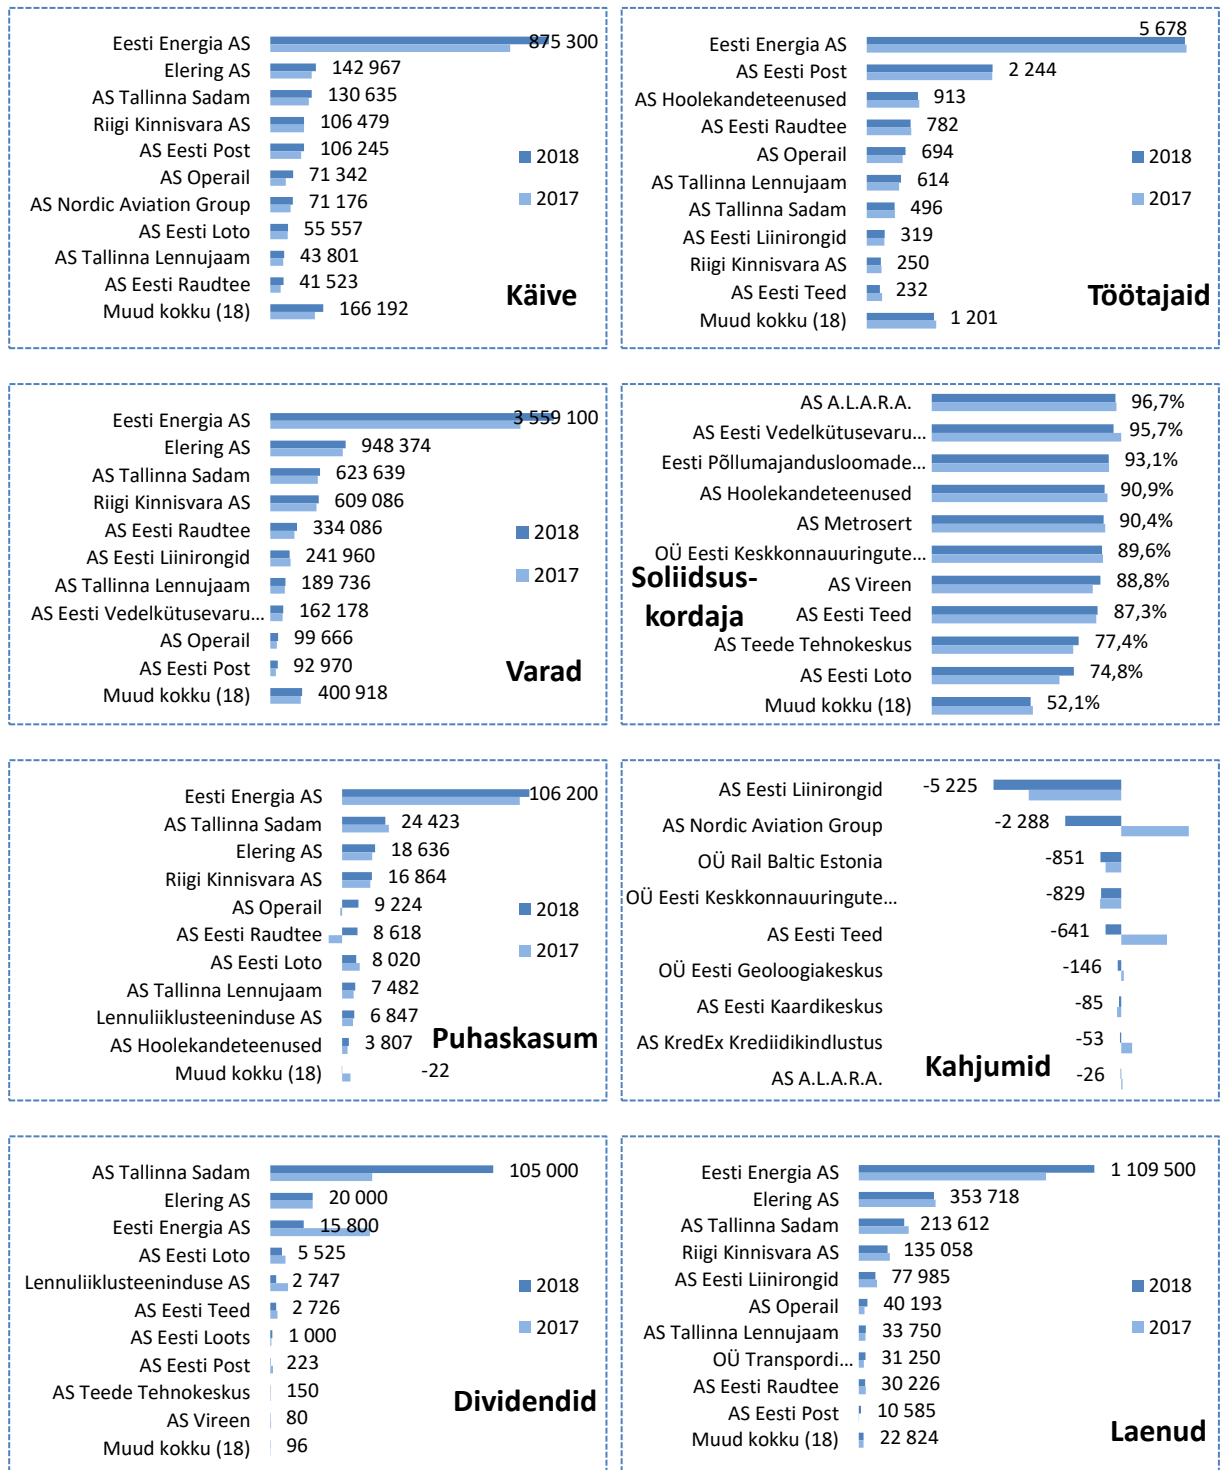 Eesti Energia AS 875 300
Elering AS 142 967
AS Tallinna Sadam 130 635
Riigi Kinnisvara AS 106 479
AS Eesti Post 106 245
AS Operail 71 342
AS Nordic Aviation Group 71 176
AS Eesti Loto 55 557
AS Tallinna Lennujaam 43 801
AS Eesti Raudtee 41 523
Muud kokku (18) 166 192
2018
2017
Käive
Eesti Energia AS 5 678
AS Eesti Post 2 244
AS Hoolekandeteenused 913
AS Eesti Raudtee 782
AS Operail 694
AS Tallinna Lennujaam 614
AS Tallinna Sadam 496
AS Eesti Liinirongid 319
Riigi Kinnisvara AS 250
AS Eesti Teed 232
Muud kokku (18) 1 201
2018
2017
Töötajaid
Eesti Energia AS 3 559 100
Elering AS 948 374
AS Tallinna Sadam 623 639
Riigi Kinnisvara AS 609 086
AS Eesti Raudtee 334 086
AS Eesti Liinirongid 241 960
AS Tallinna Lennujaam 189 736
AS Eesti Vedelkütusevaru... 162 178
AS Operail 99 666
AS Eesti Post 92 970
Muud kokku (18) 400 918
2018
2017
Varad
AS A.L.A.R.A. 96,7%
AS Eesti Vedelkütusevaru... 95,7%
Eesti Põllumajandusloomade... 93,1%
AS Hoolekandeteenused 90,9%
AS Metrosert 90,4%
OÜ Eesti Keskkonnauuringute... 89,6%
AS Vireen 88,8%
AS Eesti Teed 87,3%
AS Teede Tehnokeskus 77,4%
AS Eesti Loto 74,8%
Muud kokku (18) 52,1%
Soliidsus-
kordaja
Eesti Energia AS 106 200
AS Tallinna Sadam 24 423
Elering AS 18 636
Riigi Kinnisvara AS 16 864
AS Operail 9 224
AS Eesti Raudtee 8 618
AS Eesti Loto 8 020
AS Tallinna Lennujaam 7 482
Lennuliiklusteeninduse AS 6 847
AS Hoolekandeteenused 3 807
Muud kokku (18) -22
2018
2017
Puhaskasum
AS Eesti Liinirongid -5 225
AS Nordic Aviation Group -2 288
OÜ Rail Baltic Estonia -851
OÜ Eesti Keskkonnauuringute... -829
AS Eesti Teed -641
OÜ Eesti Geoloogiakeskus -146
AS Eesti Kaardikeskus -85
AS KredEx Krediidikindlustus -53
AS A.L.A.R.A. -26
Kahjumid
AS Tallinna Sadam 105 000
Elering AS 20 000
Eesti Energia AS 15 800
AS Eesti Loto 5 525
Lennuliiklusteeninduse AS 2 747
AS Eesti Teed 2 726
AS Eesti Loots 1 000
AS Eesti Post 223
AS Teede Tehnokeskus 150
AS Vireen 80
Muud kokku (18) 96
2018
2017
Dividendid
Eesti Energia AS 1 109 500
Elering AS 353 718
AS Tallinna Sadam 213 612
Riigi Kinnisvara AS 135 058
AS Eesti Liinirongid 77 985
AS Operail 40 193
AS Tallinna Lennujaam 33 750
OÜ Transpordi... 31 250
AS Eesti Raudtee 30 226
AS Eesti Post 10 585
Muud kokku (18) 22 824
2018
2017
Laenud